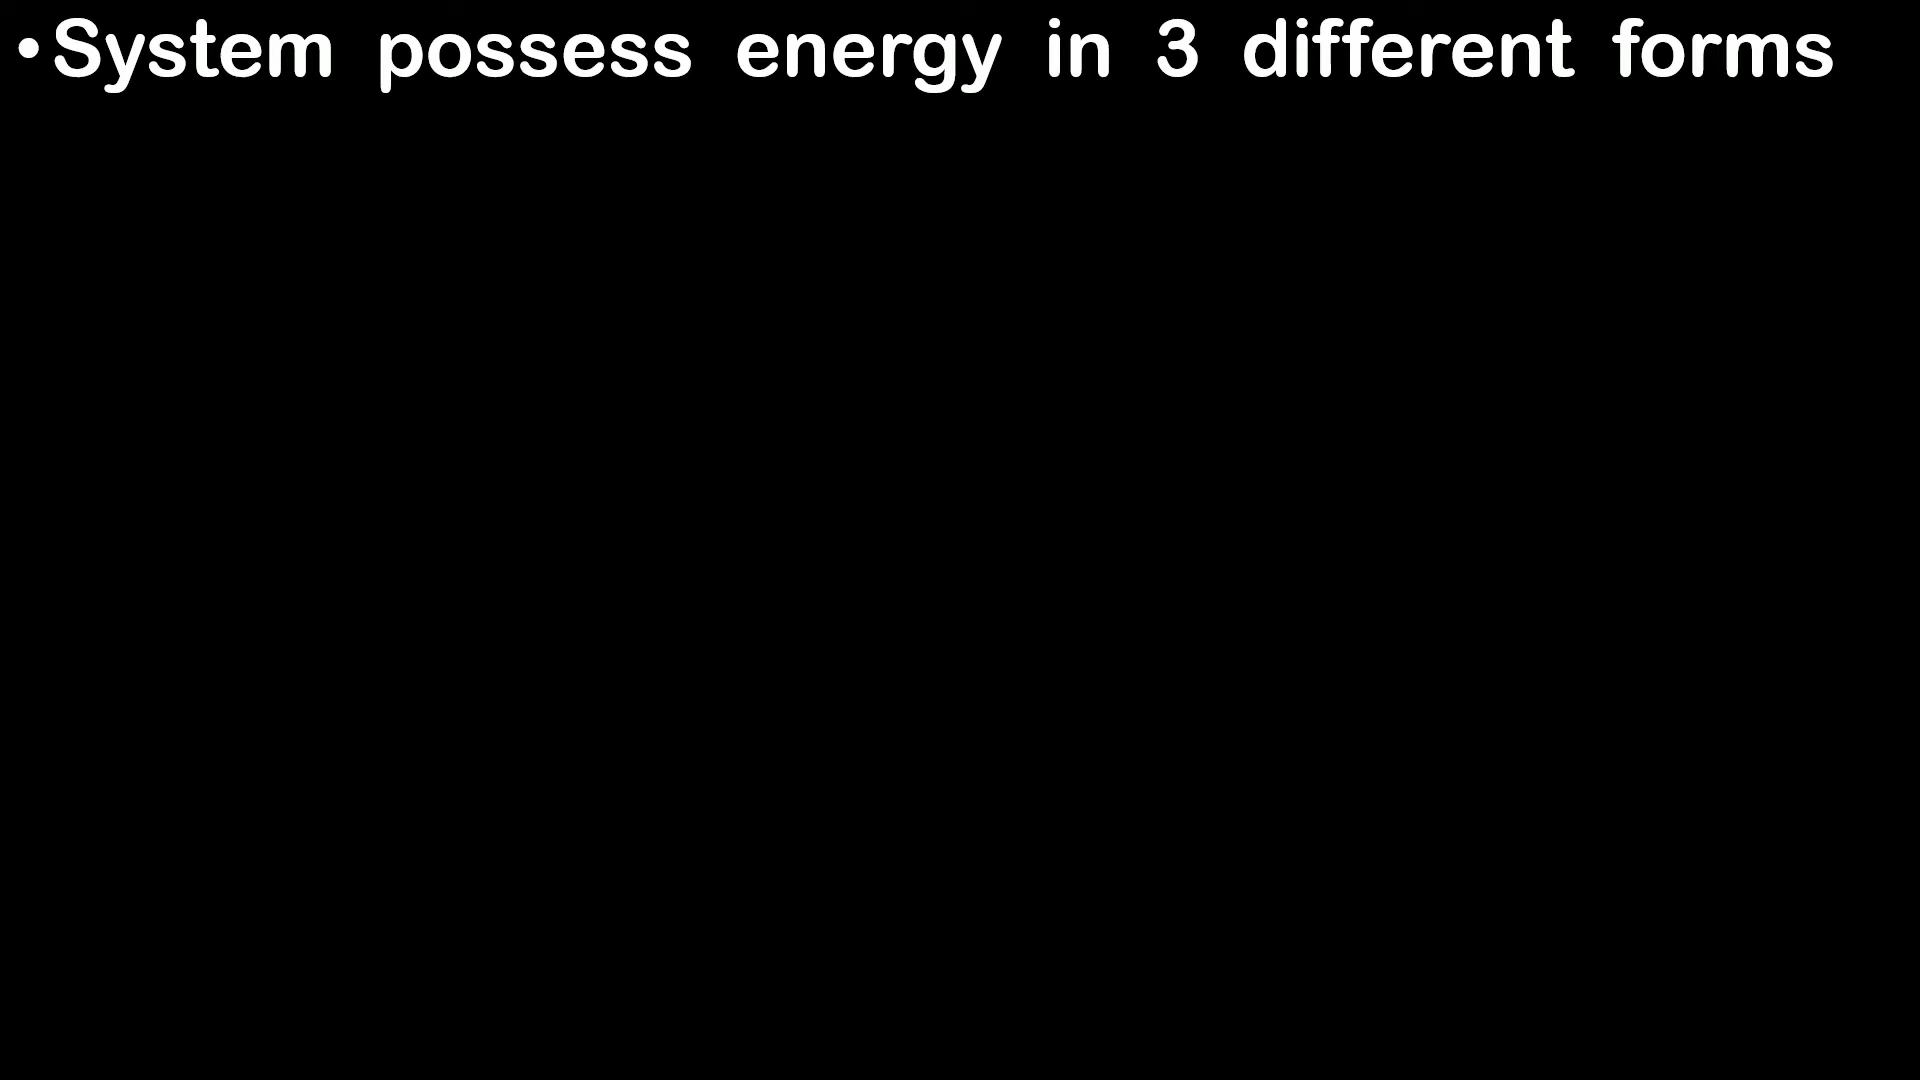 •System possess energy in 3 different forms